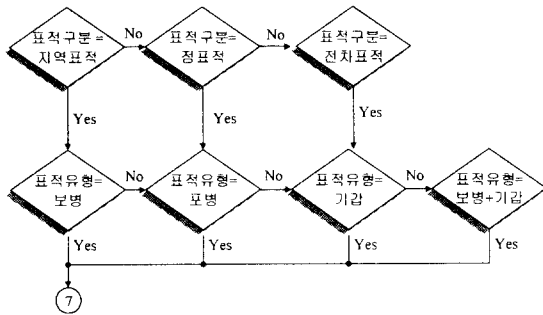 표적구분=
지역표적
No
표적구분=
점표적
No
표적구분=
전차표적
Yes
Yes
Yes
표적유형=
보병
No
표적유형=
포병
No
표적유형=
기갑
No
표적유형=
보병+기갑
Yes
Yes
Yes
Yes
7